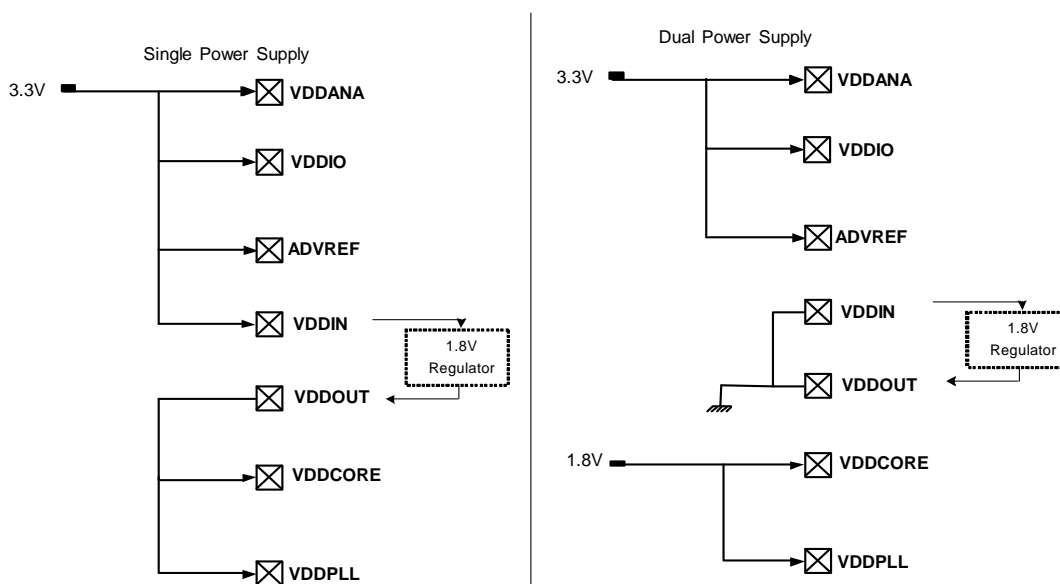 Single Power Supply
3.3V
VDDANA
VDDIO
ADVREF
VDDIN
1.8V
Regulator
VDDOUT
VDDCORE
VDDPLL
Dual Power Supply
3.3V
VDDANA
VDDIO
ADVREF
VDDIN
1.8V
Regulator
VDDOUT
1.8V
VDDCORE
VDDPLL